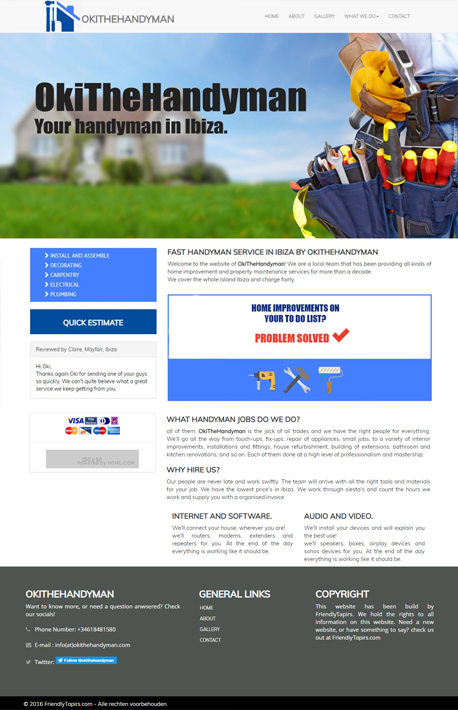 OKITHEHANDYMAN
HOME ABOUT GALLERY WHAT WE DO CONTACT
OkiTheHandyman
Your handyman in Ibiza.
INSTALL AND ASSEMBLE
DECORATING
CARPENTRY
ELECTRICAL
PLUMBING
QUICK ESTIMATE
Reviewed by Claire, Mayfair, Ibiza
Hi Oki,
Thanks again Oki for sending one of your guys
so quickly. We can't quite believe what a great
service we keep getting from you.
VISA
FAST HANDYMAN SERVICE IN IBIZA BY OKITHEHANDYMAN
Welcome to the website of OkiTheHandyman! We are a local team that has been providing all kinds of
home improvement and property maintenance services for more than a decade.
We cover the whole island Ibiza and charge fairly.
HOME IMPROVEMENTS ON
YOUR TO DO LIST?
PROBLEM SOLVED
WHAT HANDYMAN JOBS DO WE DO?
all of them. OkiTheHandyman is the jack of all trades and we have the right people for everything.
We'll go all the way from touch-ups, fix-ups, repair of appliances, small jobs, to a variety of interior
improvements, installations and fittings, house refurbishment, building of extensions, bathroom and
kitchen renovations, and so on. Each of them done at a high level of professionalism and mastership.
WHY HIRE US?
Our people are never late and work swiftly. The team will arrive with all the right tools and materials
for your job. We have the lowest price's in Ibiza. We work through siesta's and count the hours we
work and supply you with a organised invoice
INTERNET AND SOFTWARE.
We'll connect your house, wherever you are!
we'll routers, modems, extenders and
repeaters for you. At the end of the day
everything is working like it should be.
AUDIO AND VIDEO.
We'll install your devices and will explain you
the best use!
we'll speakers, boxes, airplay devices and
sonos devices for you. At the end of the day
everything is working like it should be.
OKITHEHANDYMAN
Want to know more, or need a question anwsered? Check
our socials!
Phone Number: +34618481580
E-mail : info(at)okithehandyman.com
Twitter: Follow @okithehandyment
GENERAL LINKS
HOME
ABOUT
GALLERY
CONTACT
COPYRIGHT
This website has been build by
FriendlyTapirs. We hold the rights to all
information on this website. Need a new
website, or have something to say? check us
out at FriendlyTapirs.com
© 2016 FriendlyTapirs.com - Alle rechten voorbehouden.